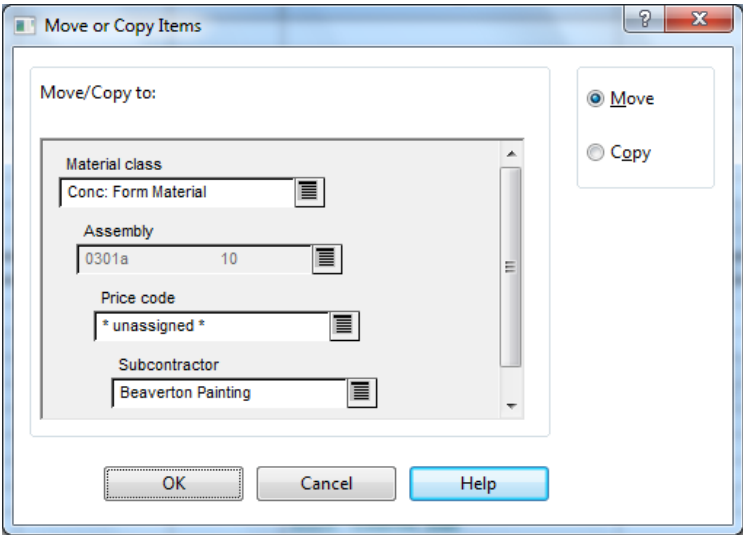 Move or Copy Items
?
Move/Copy to:
Move
Copy
Material class
Conc: Form Material
Assembly
0301a 10
Price code
* unassigned *
Subcontractor
Beaverton Painting
OK Cancel Help